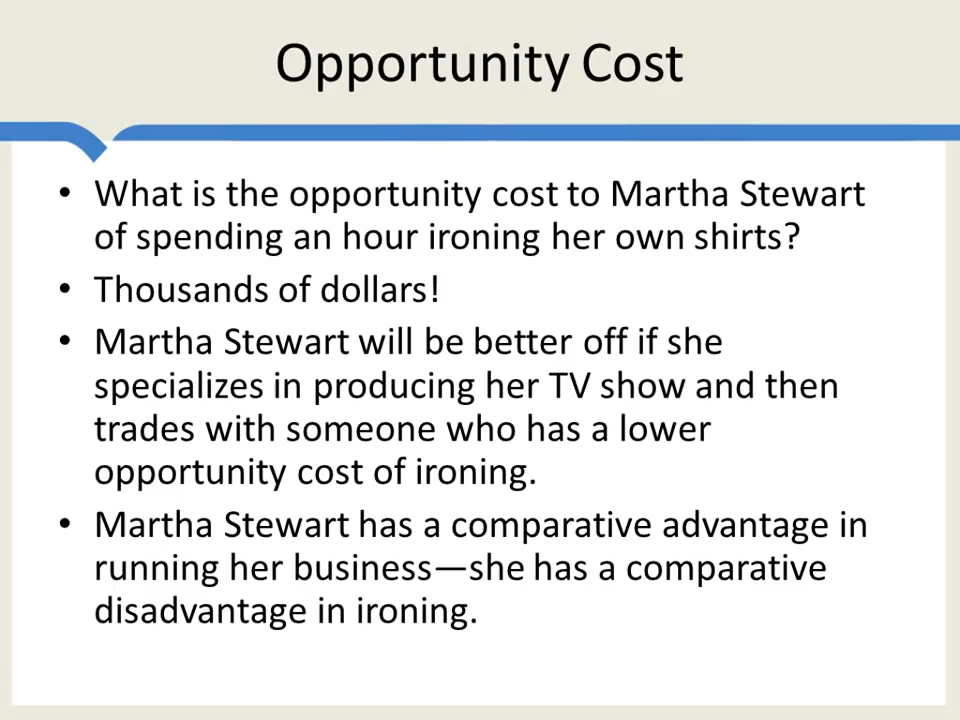 Opportunity Cost
• What is the opportunity cost to Martha Stewart
of spending an hour ironing her own shirts?
• Thousands of dollars!
• Martha Stewart will be better off if she
specializes in producing her TV show and then
trades with someone who has a lower
opportunity cost of ironing.
• Martha Stewart has a comparative advantage in
running her business—she has a comparative
disadvantage in ironing.